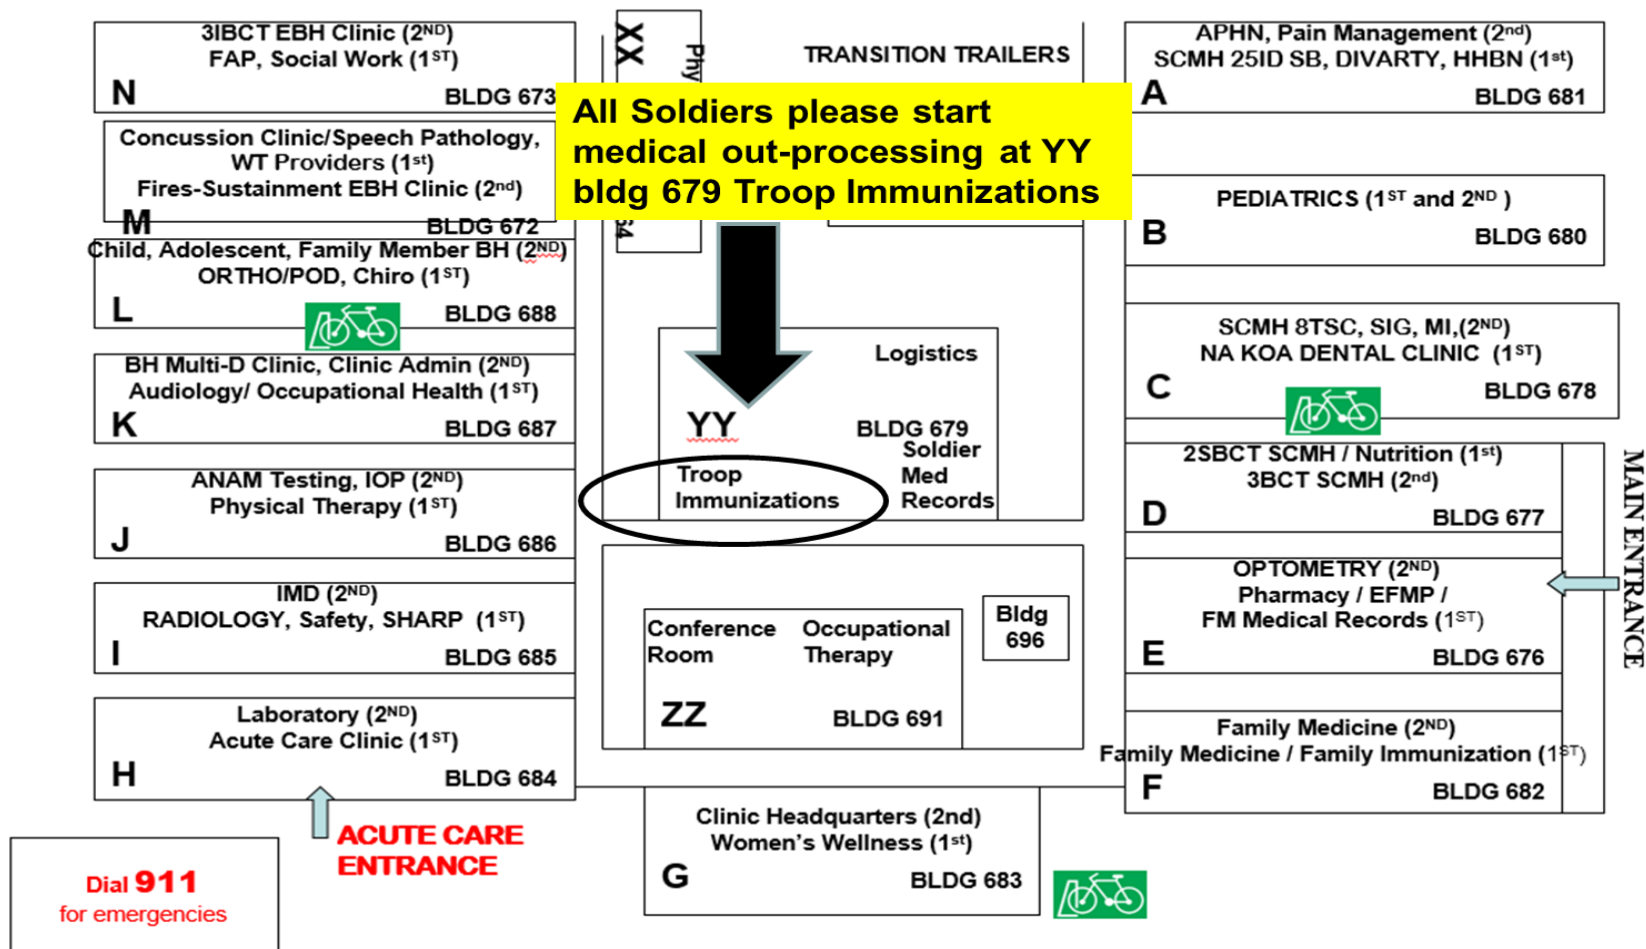 3IBCT EBH Clinic (2ND)
FAP, Social Work (1ST)
N
BLDG 673
Concussion Clinic/Speech Pathology,
WT Providers (1st)
Fires-Sustainment EBH Clinic (2nd)
M
BLDG 672
Child, Adolescent, Family Member BH (2ND)
ORTHO/POD, Chiro (1ST)
L
BLDG 688
BH Multi-D Clinic, Clinic Admin (2ND)
Audiology/ Occupational Health (1ST)
K
BLDG 687
ANAM Testing, IOP (2ND)
Physical Therapy (1ST)
J
BLDG 686
IMD (2ND)
RADIOLOGY, Safety, SHARP (1ST)
I
BLDG 685
Laboratory (2ND)
Acute Care Clinic (1ST)
H
BLDG 684
ACUTE CARE
ENTRANCE
Dial 911
for emergencies
XX
Phy
TRANSITION TRAILERS
All Soldiers please start
medical out-processing at YY
bldg 679 Troop Immunizations
Logistics
YY
BLDG 679
Troop
Immunizations
Soldier
Med
Records
Conference
Room
Occupational
Therapy
ZZ
BLDG 691
Bldg
696
Clinic Headquarters (2nd)
Women's Wellness (1st)
G
BLDG 683
APHN, Pain Management (2nd)
SCMH 25ID SB, DIVARTY, HHBN (1st)
A
BLDG 681
PEDIATRICS (1ST and 2ND )
B
BLDG 680
SCMH 8TSC, SIG, MI,(2ND)
NA KOA DENTAL CLINIC (1ST)
C
BLDG 678
2SBCT SCMH / Nutrition (1st)
3BCT SCMH (2nd)
D
BLDG 677
OPTOMETRY (2ND)
Pharmacy / EFMP /
FM Medical Records (1ST)
E
BLDG 676
Family Medicine (2ND)
Family Medicine / Family Immunization (1ST)
F
BLDG 682
MAIN ENTRANCE